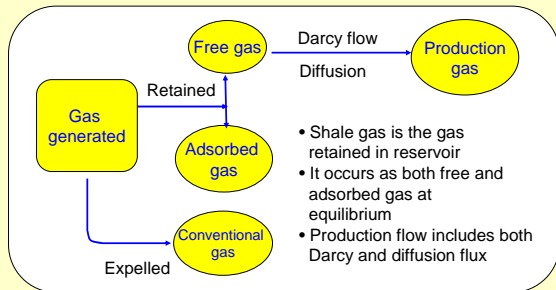 Free gas
Darcy flow
Diffusion
Production
gas
Retained
Gas
generated
Adsorbed
gas
Conventional
gas
Expelled
• Shale gas is the gas
retained in reservoir
• It occurs as both free and
adsorbed gas at
equilibrium
• Production flow includes both
Darcy and diffusion flux